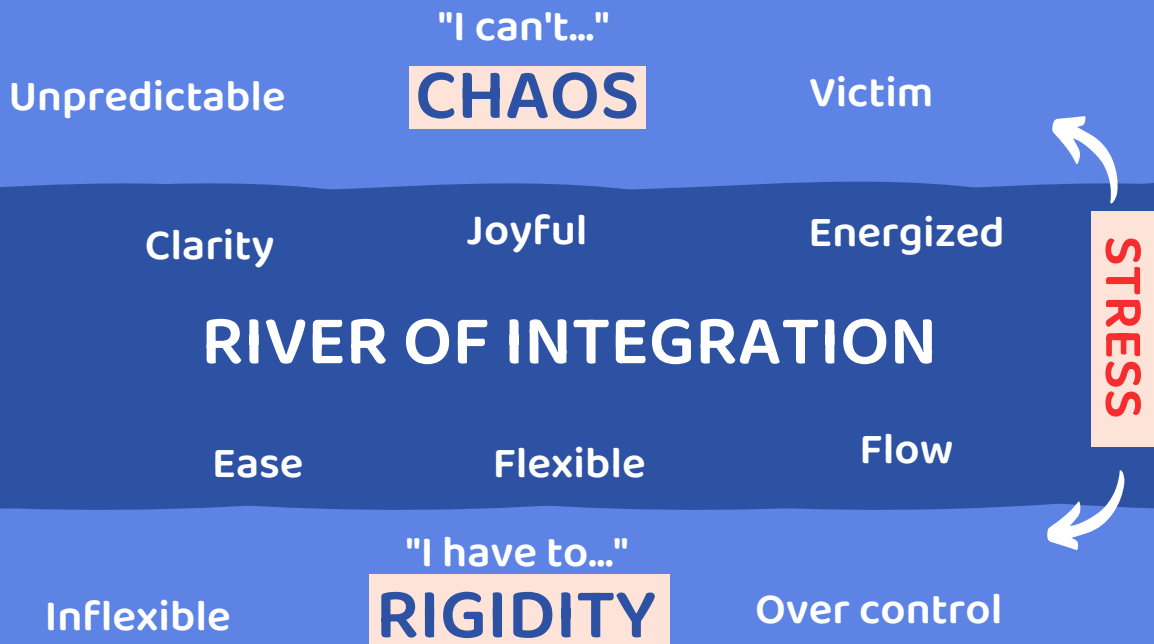 "I can't..."
Unpredictable CHAOS Victim
Clarity Joyful Energized
RIVER OF INTEGRATION
STRESS
Ease Flexible Flow
"I have to..."
Inflexible RIGIDITY Over control